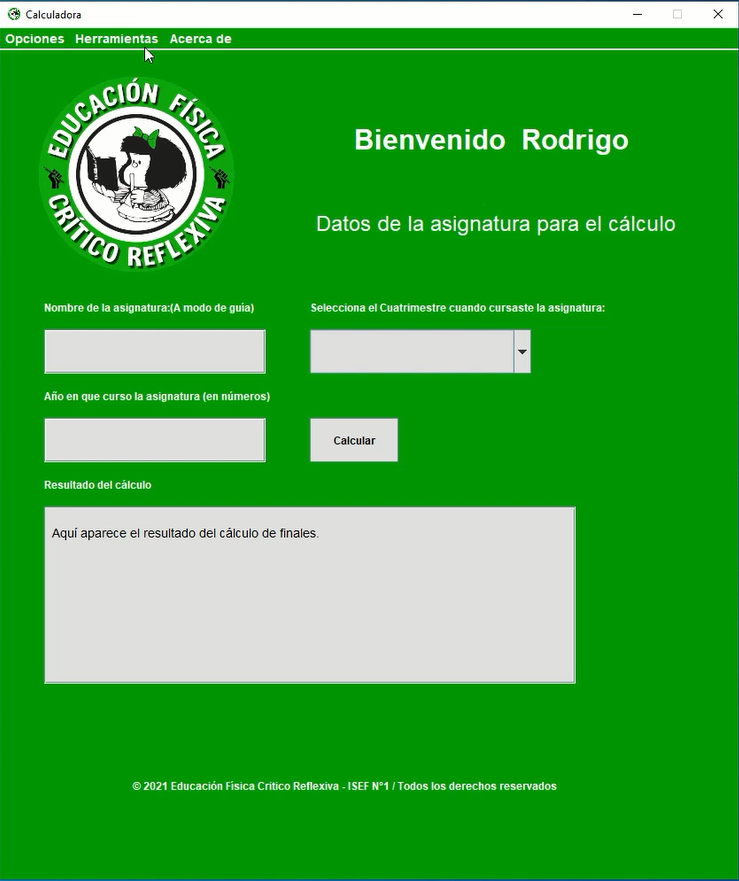 Calculadora
Opciones Herramientas Acerca de
EDUCACIÓN FÍSICA
CRÍTICO REFLEXIVA
Bienvenido Rodrigo
Datos de la asignatura para el cálculo
Nombre de la asignatura:(A modo de guia)
Selecciona el Cuatrimestre cuando cursaste la asignatura:
Año en que curso la asignatura (en números)
Calcular
Resultado del cálculo
Aquí aparece el resultado del cálculo de finales.
© 2021 Educación Física Critico Reflexiva - ISEF N°1 / Todos los derechos reservados